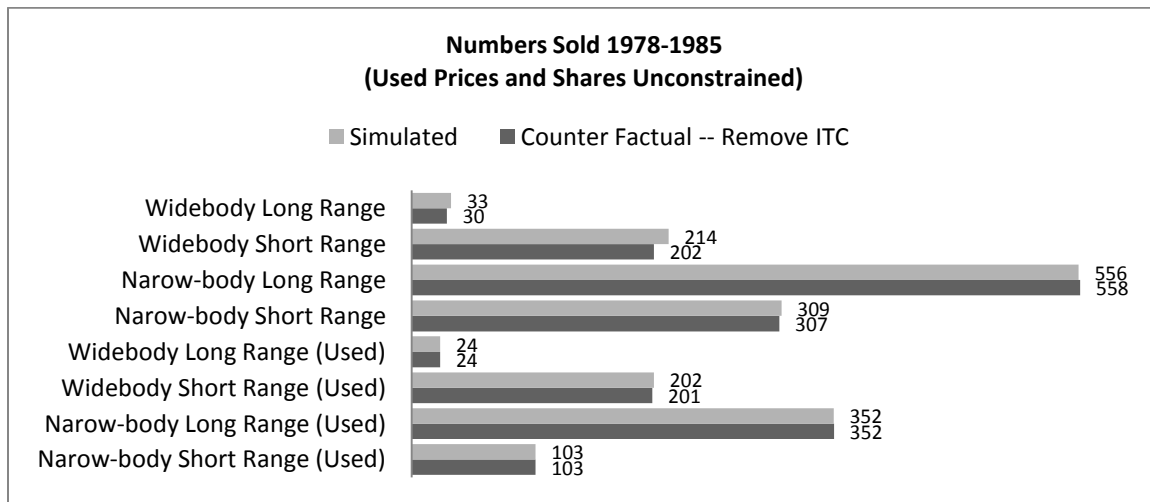 Numbers Sold 1978-1985
(Used Prices and Shares Unconstrained)
Simulated Counter Factual -- Remove ITC
Widebody Long Range 33
30
Widebody Short Range 214
202
Narow-body Long Range 556
558
Narow-body Short Range 309
307
Widebody Long Range (Used) 24
24
Widebody Short Range (Used) 202
201
Narow-body Long Range (Used) 352
352
Narow-body Short Range (Used) 103
103